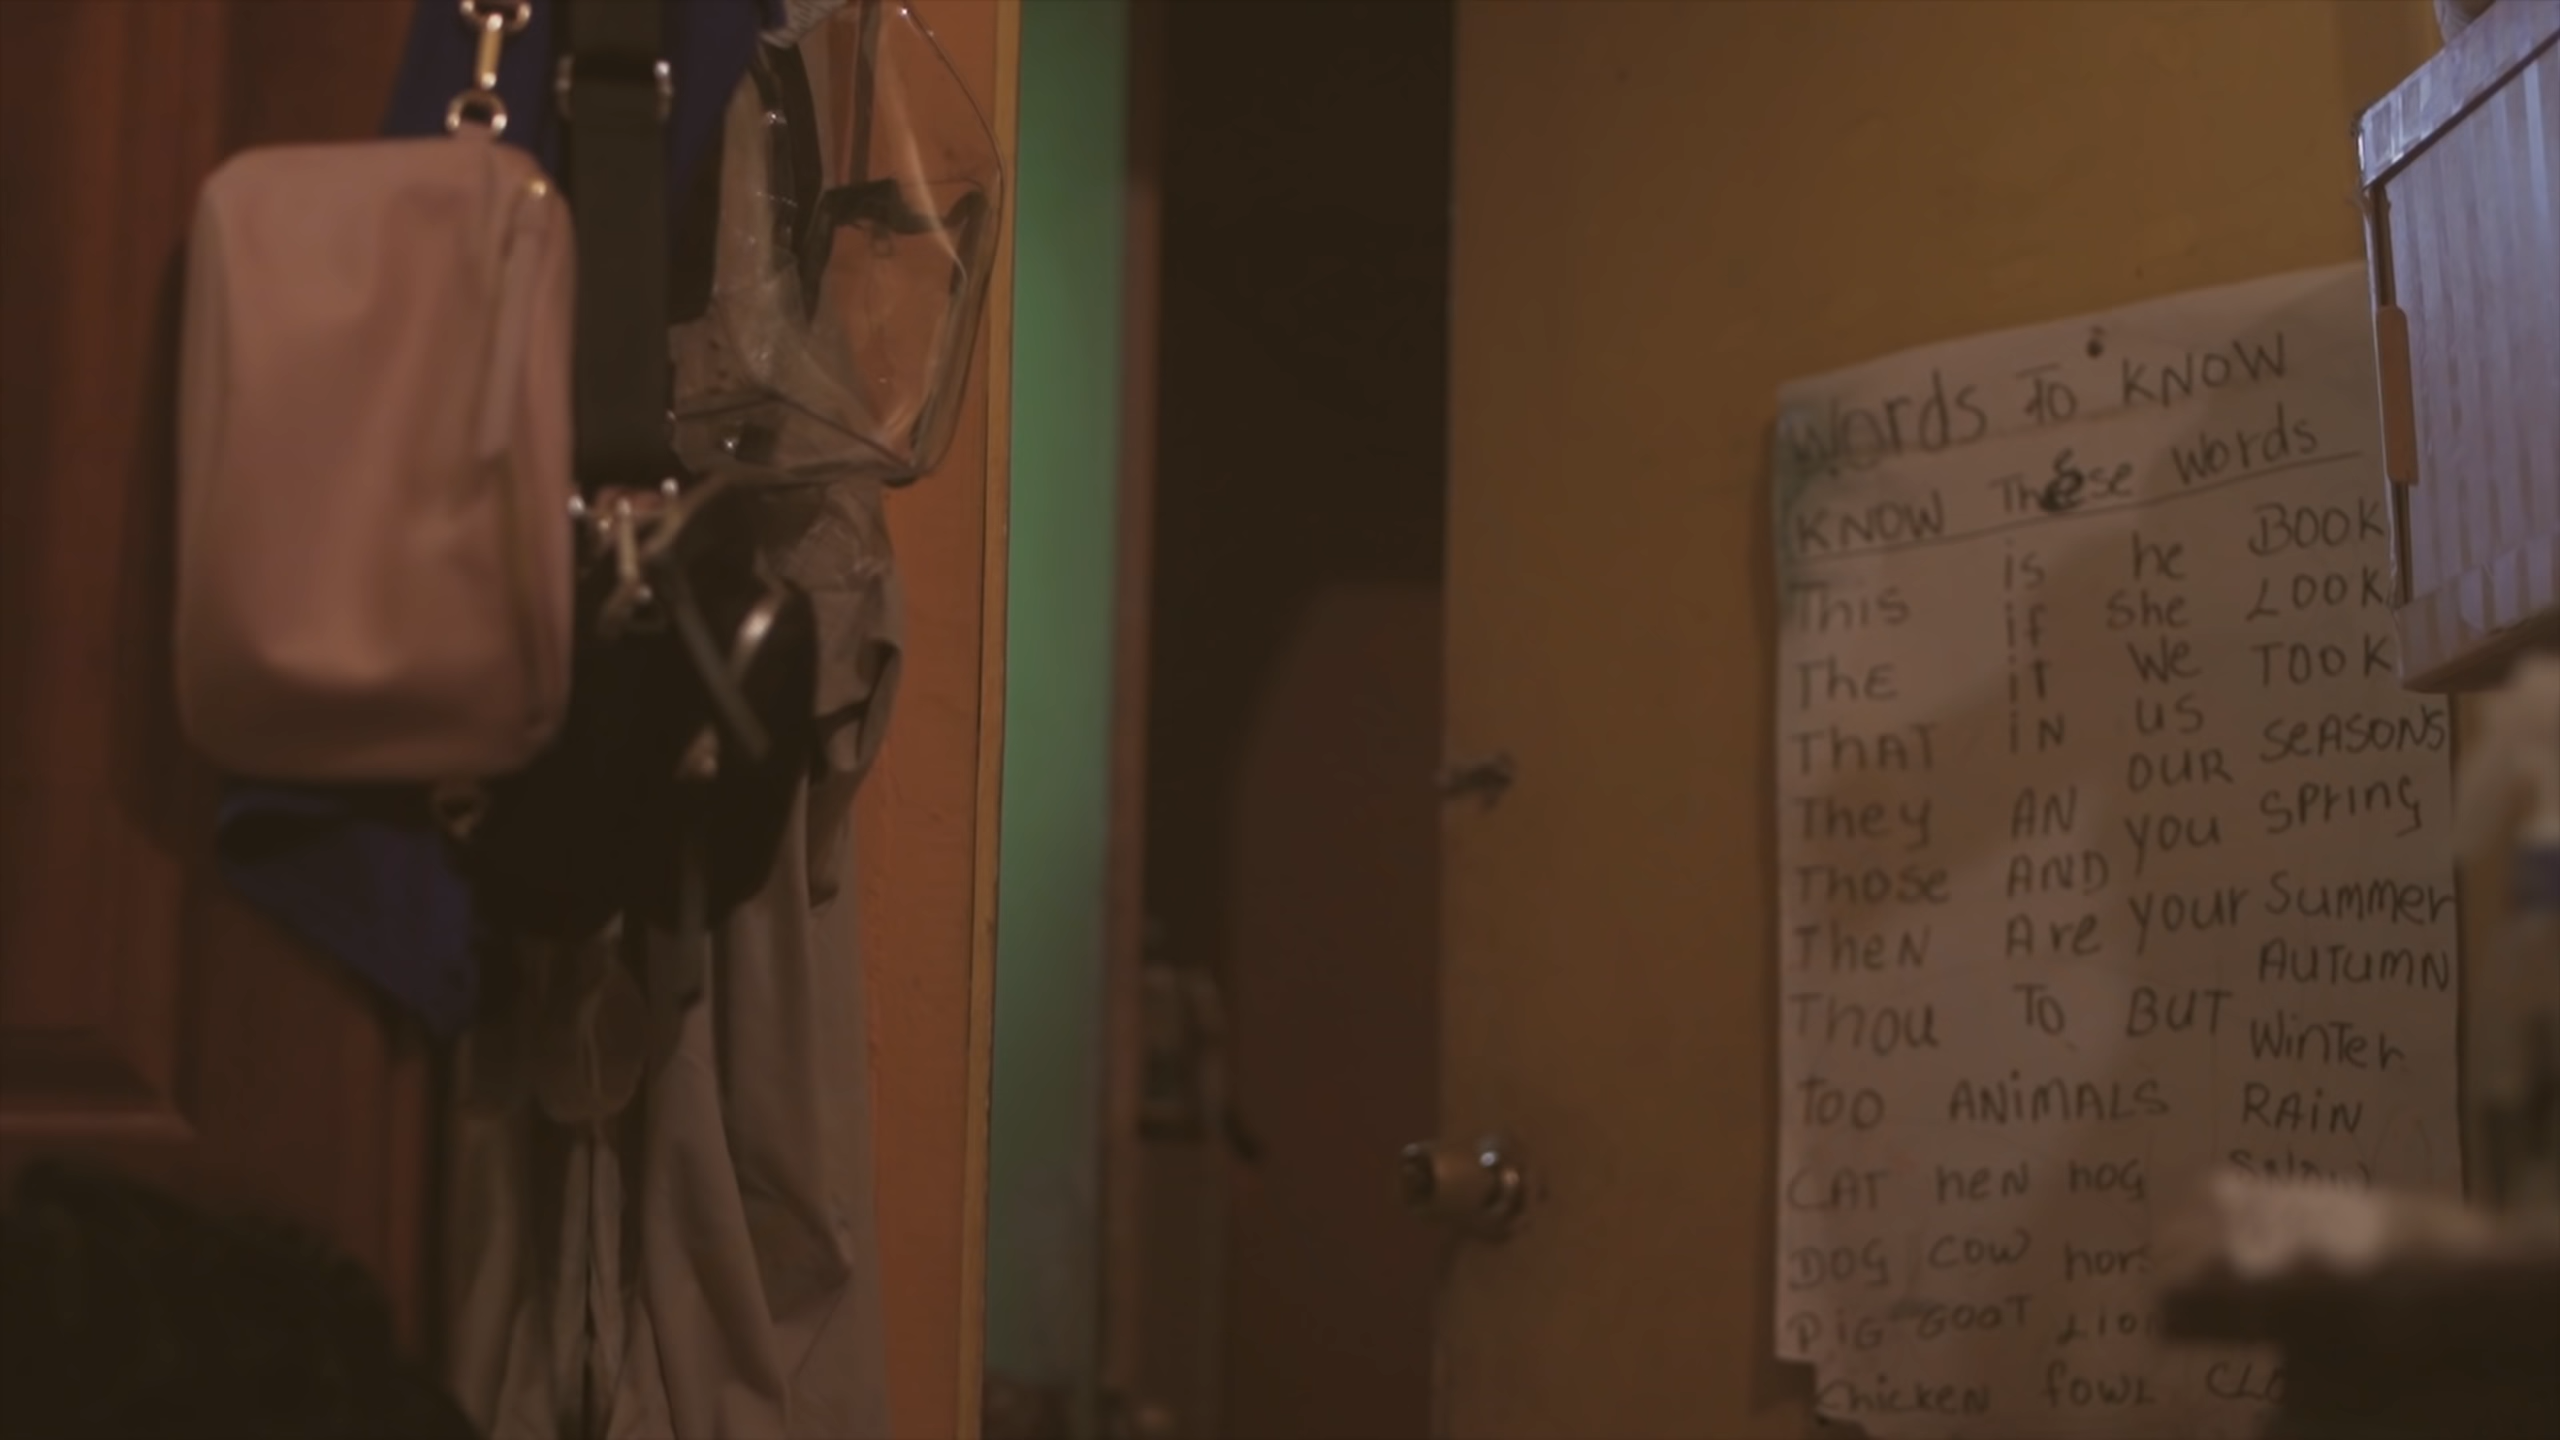 Words To KNOW
KNOW These Words
This is he BOOK
The if She LOOK
ThAT iT We TOOK
They iN us SeASONS
Those AN OUR Spring
TheN AND you Summer
Thou Are your AUTUMN
Too To BUT WinTer
ANiMALS RAiN
CAT heN hog Snow
DOG COW
PiG GOOT
Chicken fowl